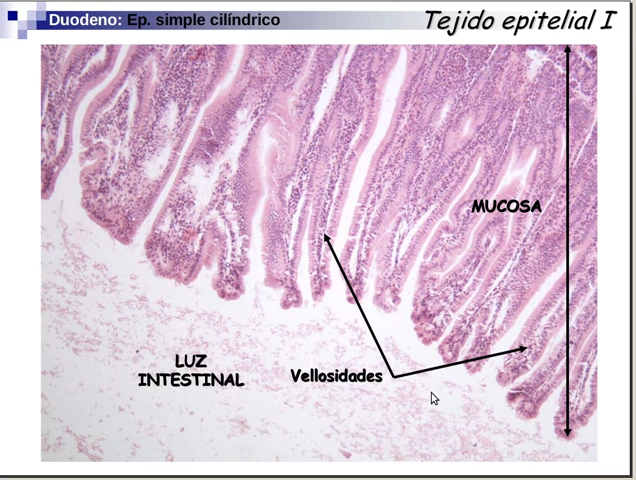 Duodeno: Ep. simple cilíndrico
Tejido epitelial I
MUCOSA
LUZ
INTESTINAL
Vellosidades